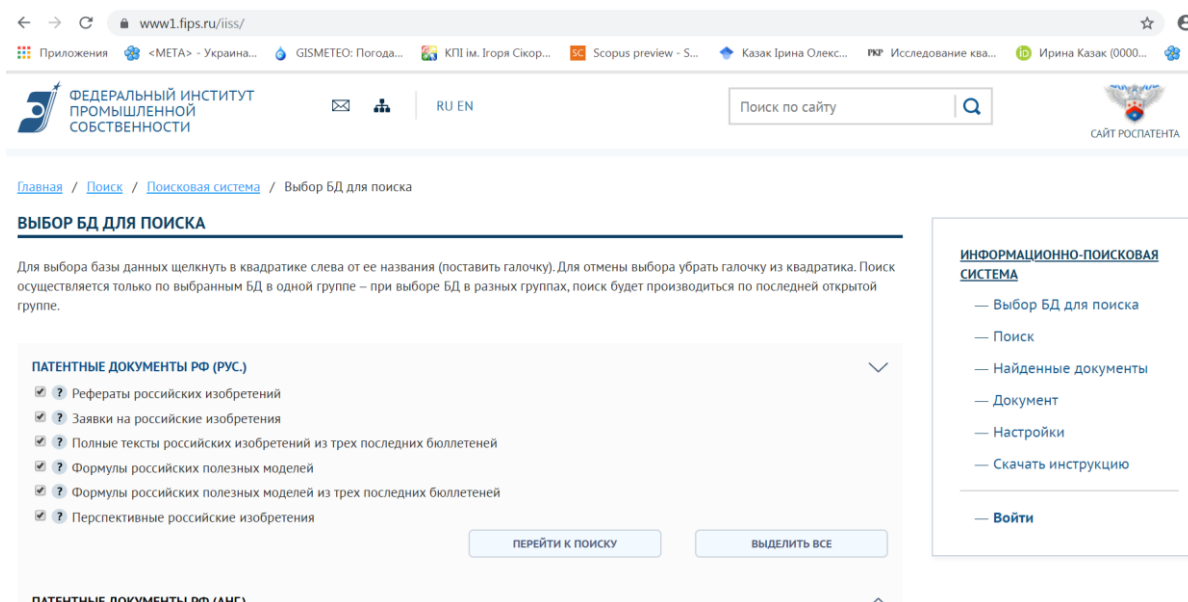 www1.fips.ru/iiss/
Приложения <META> - Украина... GISMETEO: Погода... КПІ ім. Ігоря Сікор... SC Scopus preview - S... Казак Ірина Олекс... РКР Исследование ква... iD Ирина Казак (0000...
ФЕДЕРАЛЬНЫЙ ИНСТИТУТ
ПРОМЫШЛЕННОЙ
СОБСТВЕННОСТИ
RU EN
Поиск по сайту
САЙТ РОСПАТЕНТА
Главная / Поиск / Поисковая система / Выбор БД для поиска
ВЫБОР БД ДЛЯ ПОИСКА
Для выбора базы данных щелкнуть в квадратике слева от ее названия (поставить галочку). Для отмены выбора убрать галочку из квадратика. Поиск
осуществляется только по выбранным БД в одной группе – при выборе БД в разных группах, поиск будет производиться по последней открытой
группе.
ПАТЕНТНЫЕ ДОКУМЕНТЫ РФ (РУС.)
? Рефераты российских изобретений
? Заявки на российские изобретения
? Полные тексты российских изобретений из трех последних бюллетеней
? Формулы российских полезных моделей
? Формулы российских полезных моделей из трех последних бюллетеней
? Перспективные российские изобретения
ПЕРЕЙТИ К ПОИСКУ
ВЫДЕЛИТЬ ВСЕ
ПАТЕНТНЫЕ ДОКУМЕНТЫ РФ (АНГ.)
ИНФОРМАЦИОННО-ПОИСКОВАЯ
СИСТЕМА
— Выбор БД для поиска
— Поиск
— Найденные документы
— Документ
— Настройки
— Скачать инструкцию
— Войти